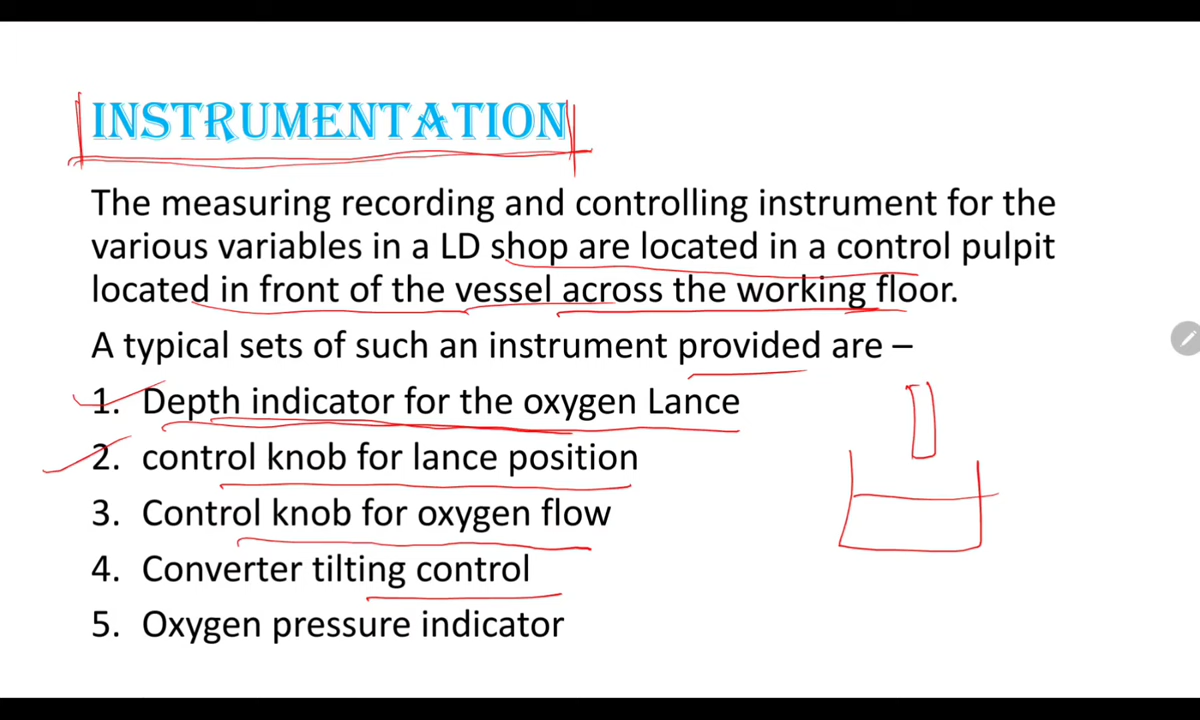 INSTRUMENTATION
The measuring recording and controlling instrument for the
various variables in a LD shop are located in a control pulpit
located in front of the vessel across the working floor.
A typical sets of such an instrument provided are –
1. Depth indicator for the oxygen Lance
2. control knob for lance position
3. Control knob for oxygen flow
4. Converter tilting control
5. Oxygen pressure indicator